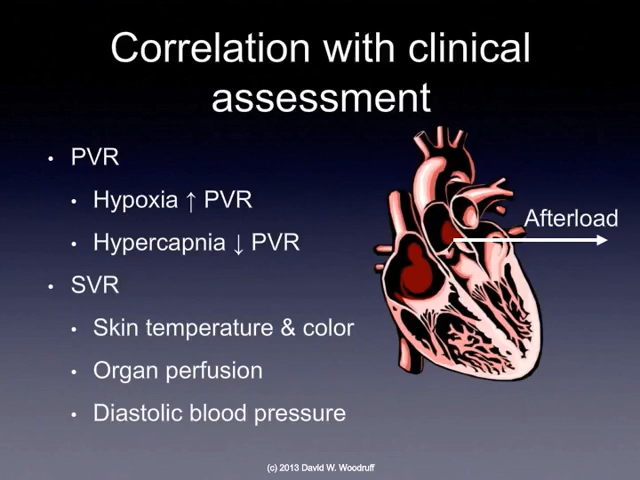 Correlation with clinical
assessment
• PVR
• Hypoxia ↑ PVR
• Hypercapnia ↓ PVR
• SVR
• Skin temperature & color
• Organ perfusion
• Diastolic blood pressure
Afterload
(c) 2013 David W. Woodruff